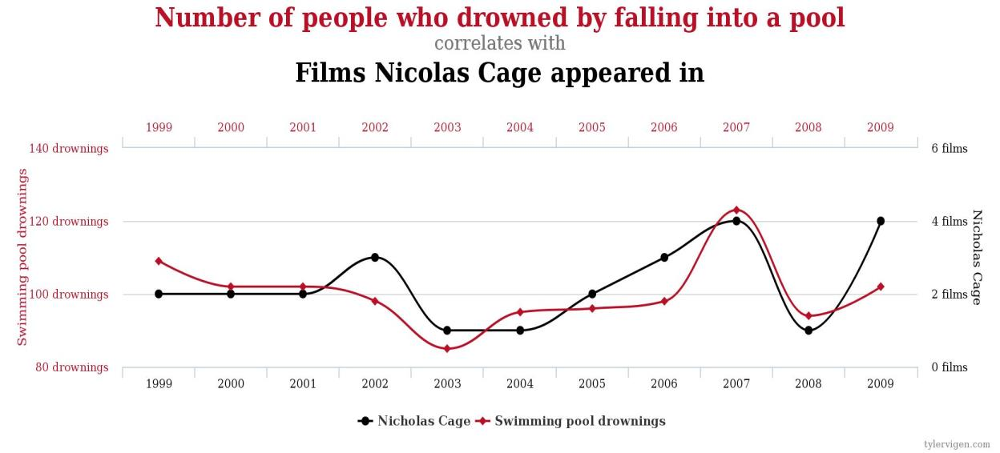 Number of people who drowned by falling into a pool
correlates with
Films Nicolas Cage appeared in
1999 2000 2001 2002 2003 2004 2005 2006 2007 2008 2009
140 drownings 6 films
120 drownings 4 films
100 drownings 2 films
80 drownings 0 films
Swimming pool drownings
Nicholas Cage
1999 2000 2001 2002 2003 2004 2005 2006 2007 2008 2009
Nicholas Cage Swimming pool drownings
tylervigen.com